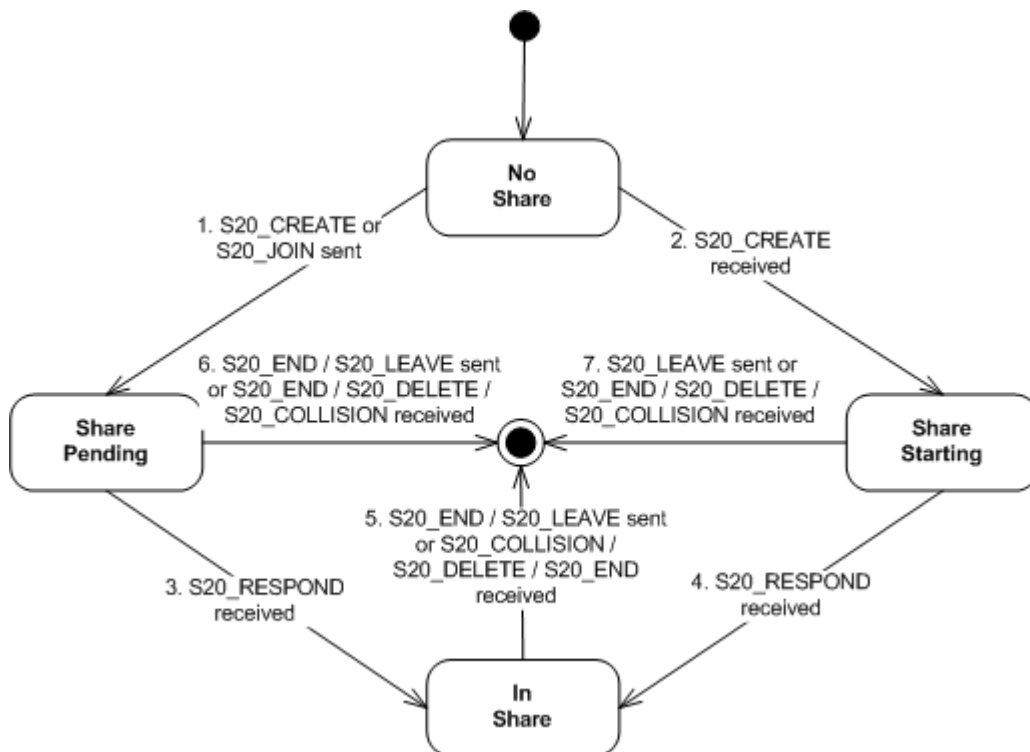 No
Share
1. S20_CREATE or
S20_JOIN sent
2. S20_CREATE
received
6. S20_END / S20_LEAVE sent
or S20_END / S20_DELETE /
S20_COLLISION received
7. S20_LEAVE sent or
S20_END / S20_DELETE /
S20_COLLISION received
Share
Pending
Share
Starting
5. S20_END / S20_LEAVE sent
or S20_COLLISION /
S20_DELETE / S20_END
received
3. S20_RESPOND
received
4. S20_RESPOND
received
In
Share